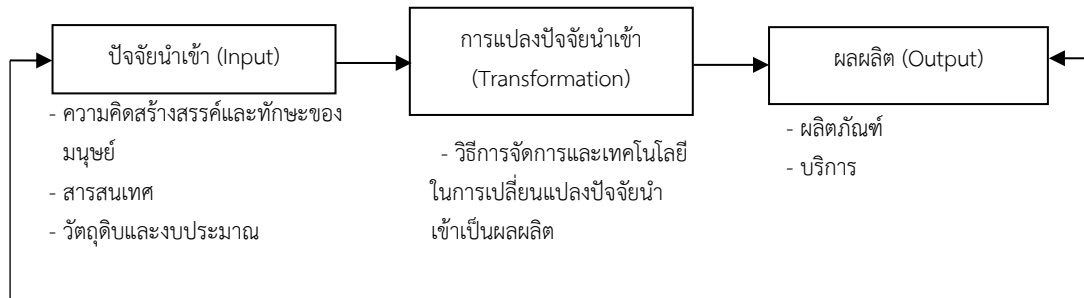 ปัจจัยนำเข้า (Input)
การแปลงปัจจัยนำเข้า
(Transformation)
ผลผลิต (Output)
- ความคิดสร้างสรรค์และทักษะของ
มนุษย์
- สารสนเทศ
- วัตถุดิบและงบประมาณ
- วิธีการจัดการและเทคโนโลยี
ในการเปลี่ยนแปลงปัจจัยนำ
เข้าเป็นผลผลิต
- ผลิตภัณฑ์
- บริการ